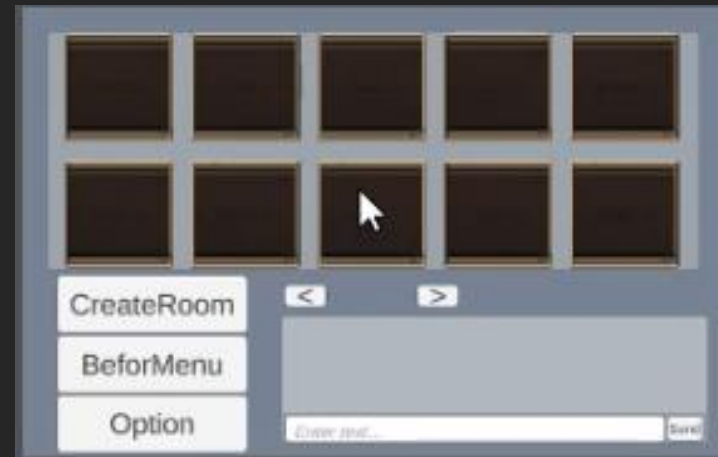 CreateRoom
< >
BeforMenu
Option
Enter text...
Send